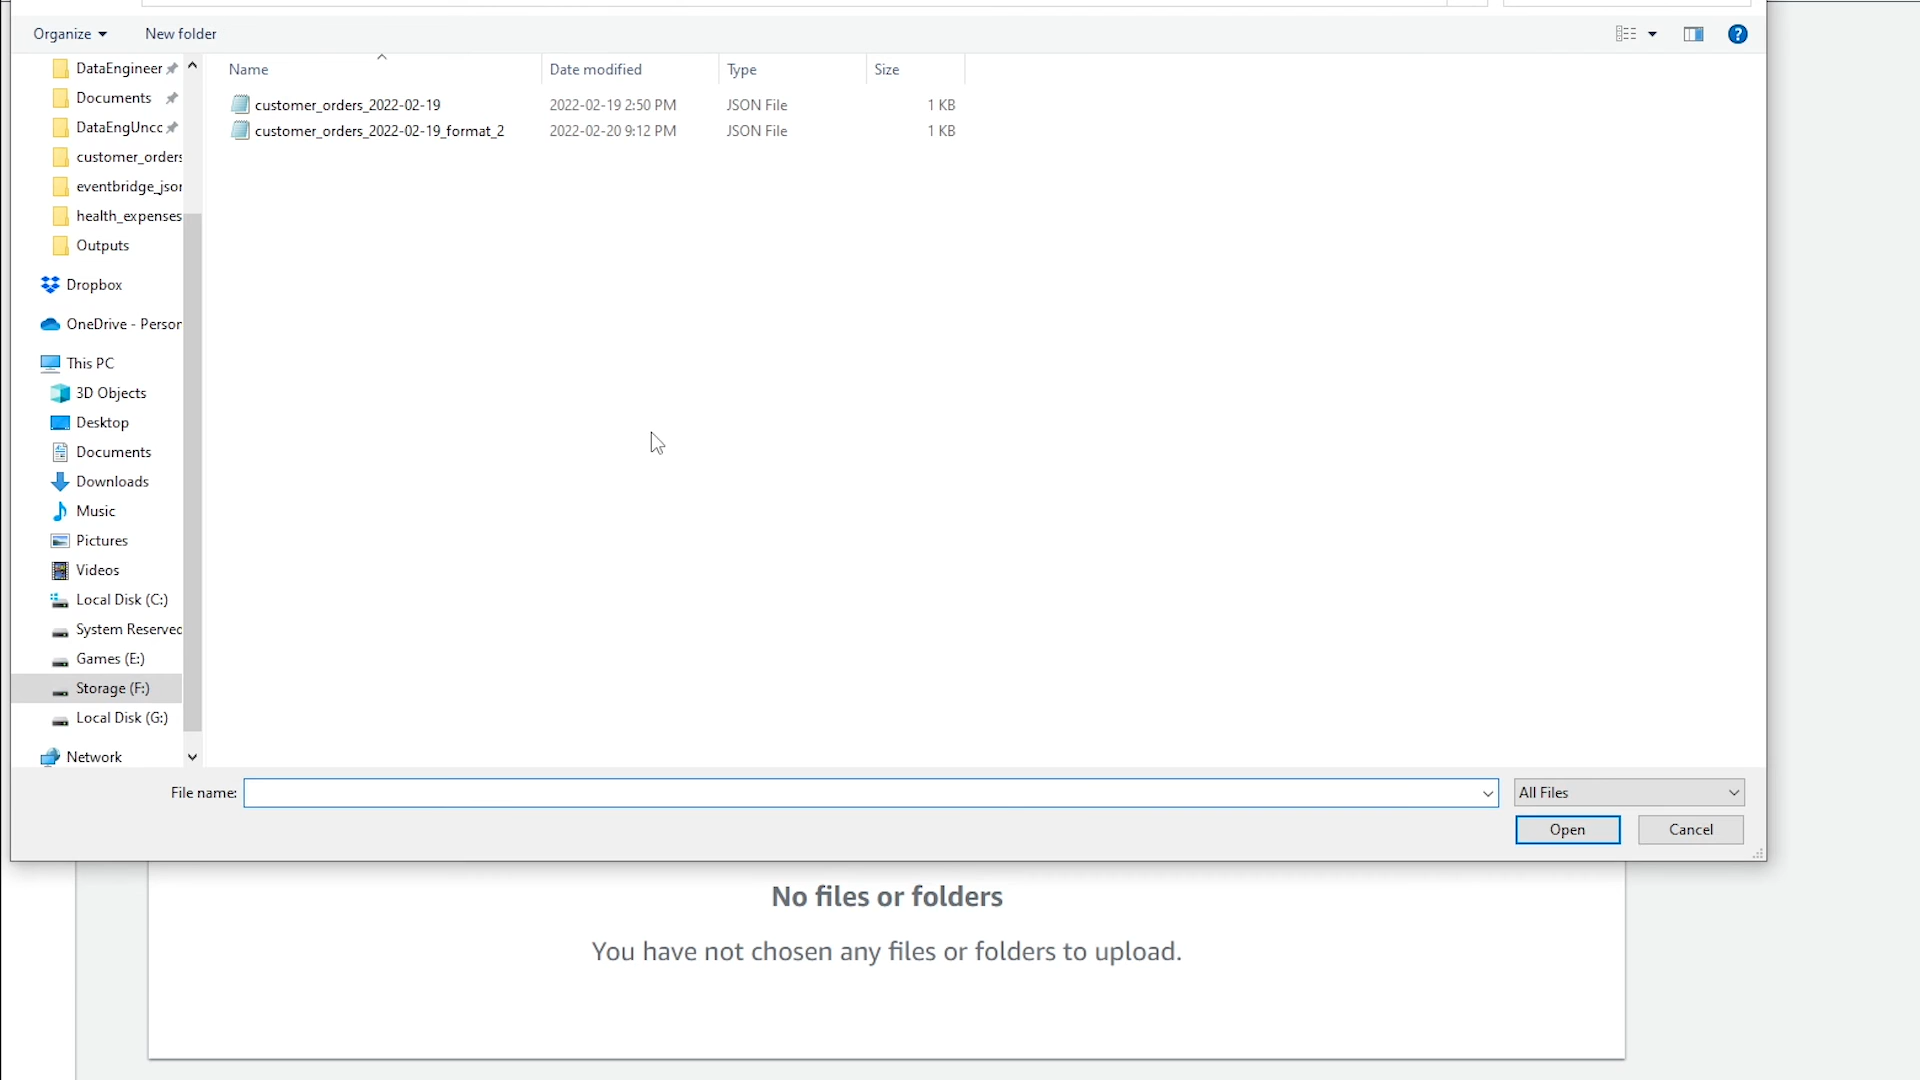 Organize
New folder
?
Name
Date modified
Type
Size
customer_orders_2022-02-19
2022-02-19 2:50 PM
JSON File
1 KB
customer_orders_2022-02-19_format_2
2022-02-20 9:12 PM
JSON File
1 KB
DataEngineer
Documents
DataEngUncc
customer_orders
eventbridge_json
health_expenses
Outputs
Dropbox
OneDrive - Person
This PC
3D Objects
Desktop
Documents
Downloads
Music
Pictures
Videos
Local Disk (C:)
System Reserved
Games (E:)
Storage (F:)
Local Disk (G:)
Network
File name:
All Files
Open
Cancel
No files or folders
You have not chosen any files or folders to upload.